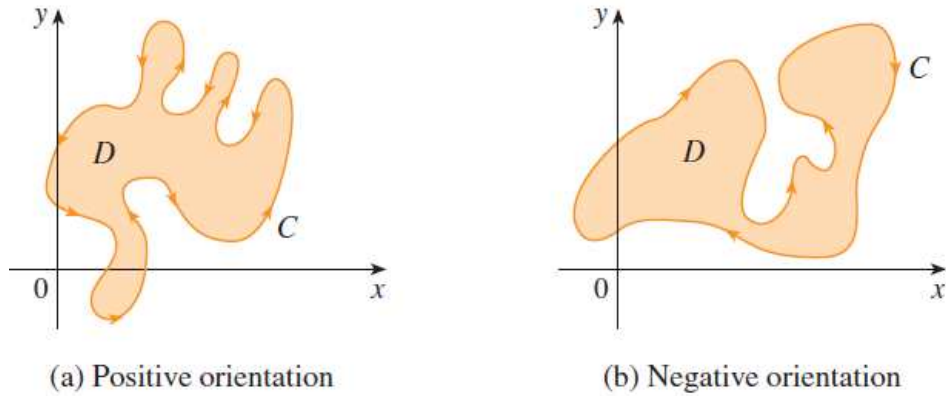 y
D
C
0
x
(a) Positive orientation
y
C
D
0
x
(b) Negative orientation